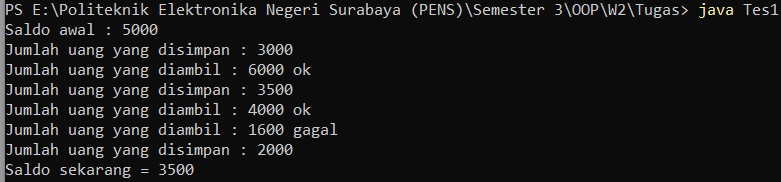 PS E:\Politeknik Elektronika Negeri Surabaya (PENS)\Semester 3\OOP\W2\Tugas> java Tes1
Saldo awal : 5000
Jumlah uang yang disimpan : 3000
Jumlah uang yang diambil : 6000 ok
Jumlah uang yang disimpan : 3500
Jumlah uang yang diambil : 4000 ok
Jumlah uang yang diambil : 1600 gagal
Jumlah uang yang disimpan : 2000
Saldo sekarang = 3500